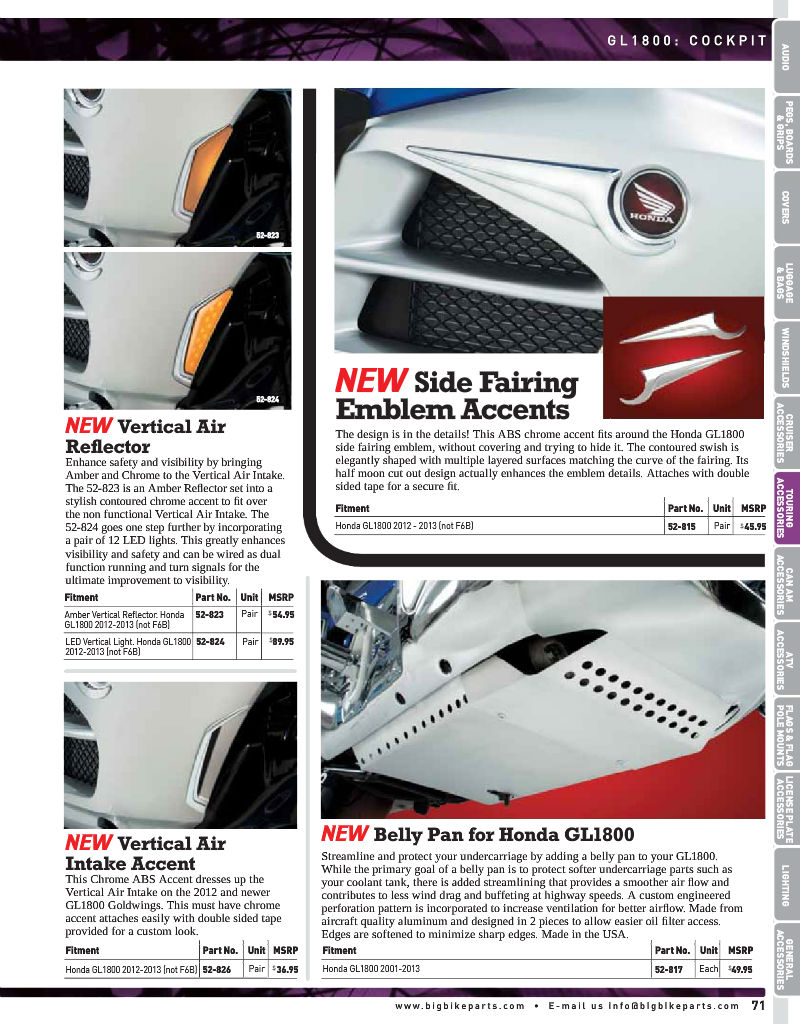 GL1800: COCKPIT
52-823
52-824
NEW Vertical Air
Reflector
Enhance safety and visibility by bringing
Amber and Chrome to the Vertical Air Intake.
The 52-823 is an Amber Reflector set into a
stylish contoured chrome accent to fit over
the non functional Vertical Air Intake. The
52-824 goes one step further by incorporating
a pair of 12 LED lights. This greatly enhances
visibility and safety and can be wired as dual
function running and turn signals for the
ultimate improvement to visibility.
Fitment Part No. Unit MSRP
Amber Vertical Reflector. Honda 52-823 Pair $54.95
GL1800 2012-2013 (not F6B)
LED Vertical Light. Honda GL1800 52-824 Pair $89.95
2012-2013 (not F6B)
NEW Vertical Air
Intake Accent
This Chrome ABS Accent dresses up the
Vertical Air Intake on the 2012 and newer
GL1800 Goldwings. This must have chrome
accent attaches easily with double sided tape
provided for a custom look.
Fitment Part No. Unit MSRP
Honda GL1800 2012-2013 (not F6B) 52-826 Pair $36.95
HONDA
NEW Side Fairing
Emblem Accents
The design is in the details! This ABS chrome accent fits around the Honda GL1800
side fairing emblem, without covering and trying to hide it. The contoured swish is
elegantly shaped with multiple layered surfaces matching the curve of the fairing. Its
half moon cut out design actually enhances the emblem details. Attaches with double
sided tape for a secure fit.
Fitment Part No. Unit MSRP
Honda GL1800 2012 - 2013 (not F6B) 52-815 Pair $45.95
NEW Belly Pan for Honda GL1800
Streamline and protect your undercarriage by adding a belly pan to your GL1800.
While the primary goal of a belly pan is to protect softer undercarriage parts such as
your coolant tank, there is added streamlining that provides a smoother air flow and
contributes to less wind drag and buffeting at highway speeds. A custom engineered
perforation pattern is incorporated to increase ventilation for better airflow. Made from
aircraft quality aluminum and designed in 2 pieces to allow easier oil filter access.
Edges are softened to minimize sharp edges. Made in the USA.
Fitment Part No. Unit MSRP
Honda GL1800 2001-2013 52-817 Each $49.95
AUDIO
PEGS, BOARDS
& GRIPS
COVERS
LUGGAGE
& BAGS
WINDSHIELDS
CRUISER
ACCESSORIES
TOURING
ACCESSORIES
CAN AM
ACCESSORIES
ATV
ACCESSORIES
FLAGS & FLAG
POLE MOUNTS
LICENSE PLATE
ACCESSORIES
LIGHTING
GENERAL
ACCESSORIES
www.bigbikeparts.com • E-mail us info@bigbikeparts.com 71